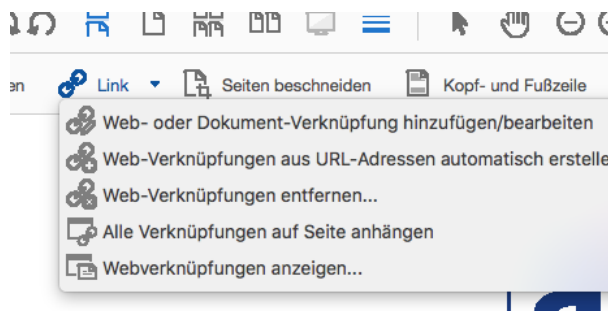 en Link Seiten beschneiden Kopf- und Fußzeile
Web- oder Dokument-Verknüpfung hinzufügen/bearbeiten
Web-Verknüpfungen aus URL-Adressen automatisch erstelle
Web-Verknüpfungen entfernen...
Alle Verknüpfungen auf Seite anhängen
Webverknüpfungen anzeigen...